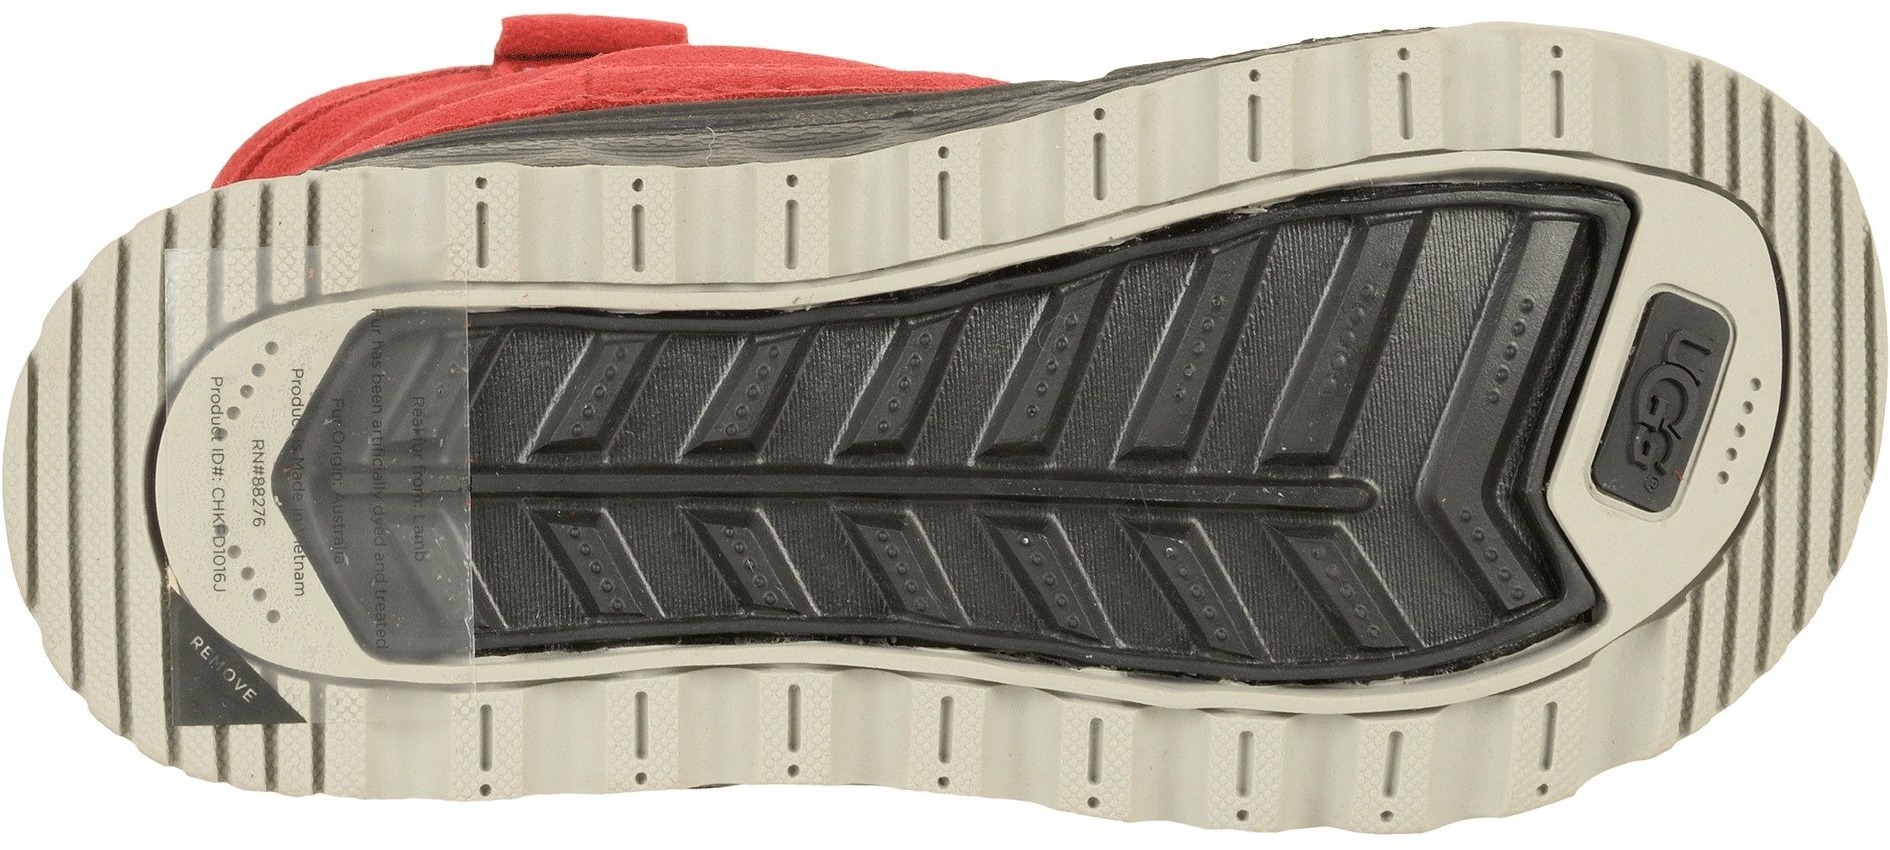 Real fur from: Lamb
Fur has been artificially dyed and treated
Fur Origin: Australia
Product is Made in Vietnam
RN#88276
Product ID#: CHKFD1016J
REMOVE
UGG®